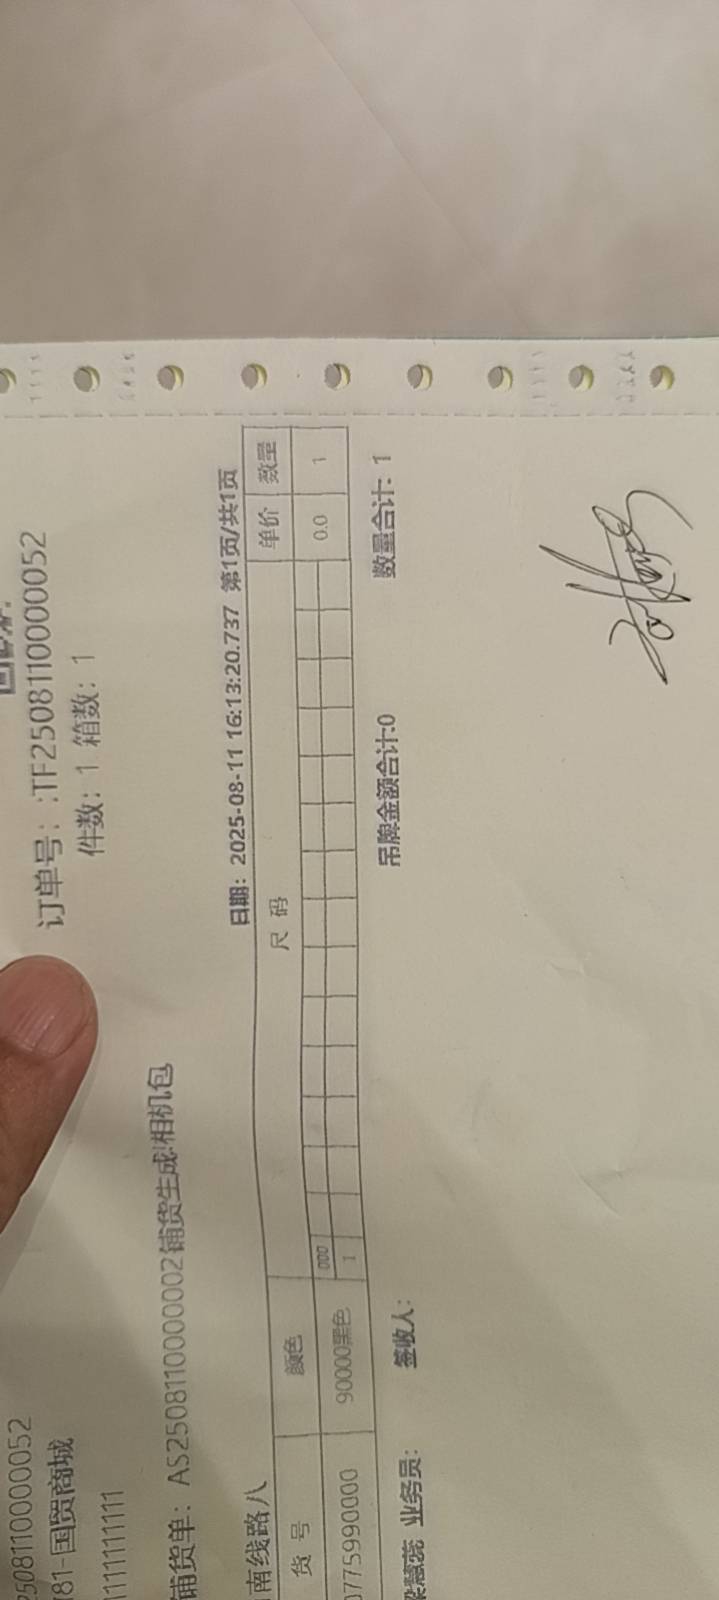 订单号：:TF2508110000052
2508110000052
件数：1 箱数：1
181-国贸商城
1111111111
铺货单：AS2508110000002铺货生成!相机包
南线路八
日期：2025-08-11 16:13:20.737 第1页/共1页
货号 颜色 尺码 单价 数量
000
0775990000 90000黑色 1 0.0 1
业务员： 签收人： 吊牌金额合计:0 数量合计：1